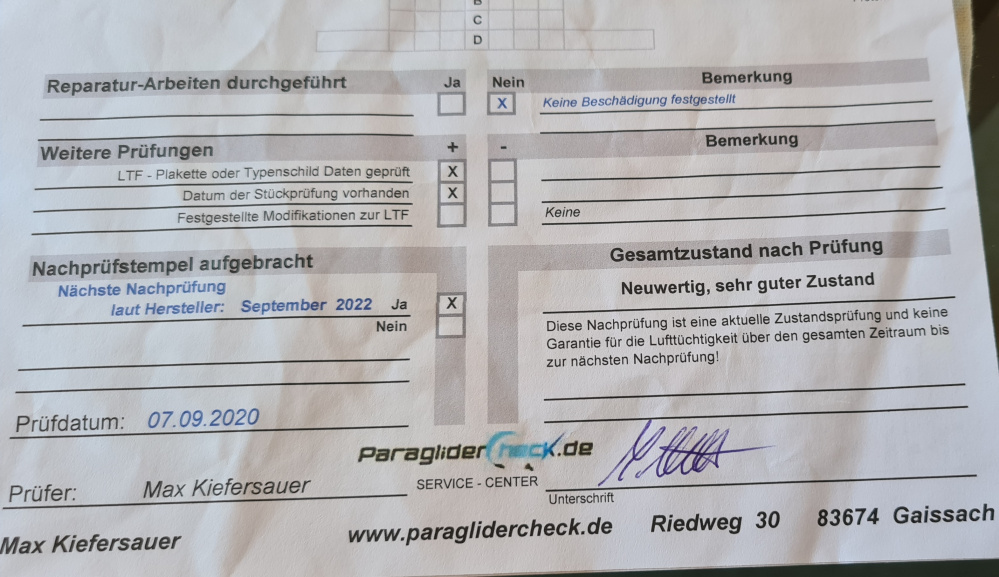 C
D
Reparatur-Arbeiten durchgeführt Ja Nein Bemerkung
X Keine Beschädigung festgestellt
Weitere Prüfungen + - Bemerkung
LTF - Plakette oder Typenschild Daten geprüft X
Datum der Stückprüfung vorhanden X
Festgestellte Modifikationen zur LTF Keine
Nachprüfstempel aufgebracht Gesamtzustand nach Prüfung
Nächste Nachprüfung Neuwertig, sehr guter Zustand
laut Hersteller: September 2022 Ja X
Nein
Diese Nachprüfung ist eine aktuelle Zustandsprüfung und keine
Garantie für die Lufttüchtigkeit über den gesamten Zeitraum bis
zur nächsten Nachprüfung!
Prüfdatum: 07.09.2020
ParagliderCheck.de
SERVICE - CENTER
Prüfer: Max Kiefersauer
Unterschrift
Max Kiefersauer www.paraglidercheck.de Riedweg 30 83674 Gaissach